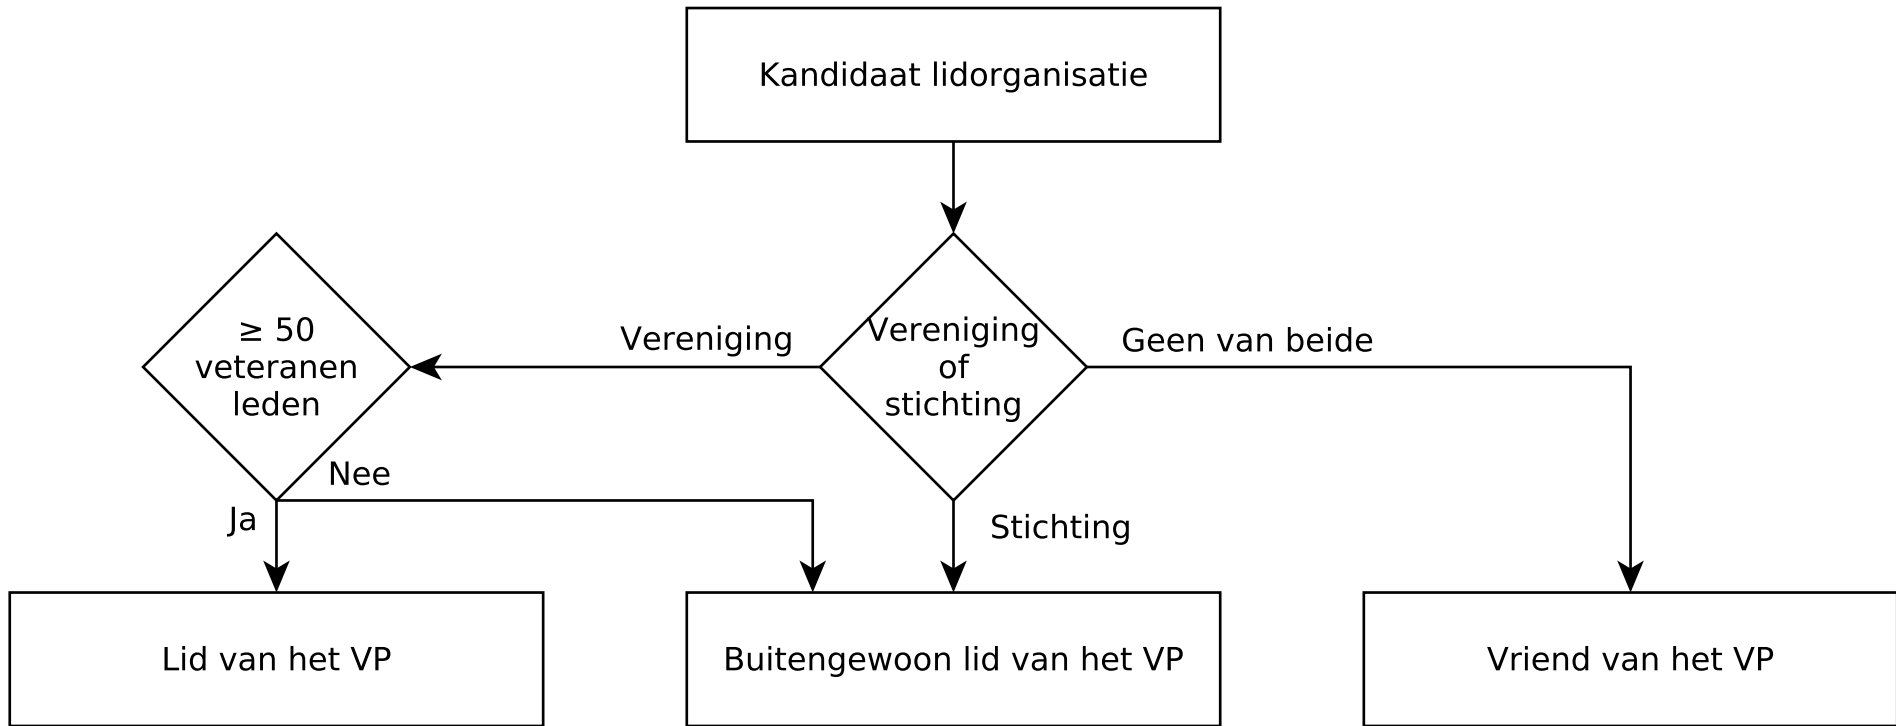 Kandidaat lidorganisatie
≥ 50
veteranen
leden
Vereniging
Vereniging
of
stichting
Geen van beide
Nee
Ja
Stichting
Lid van het VP
Buitengewoon lid van het VP
Vriend van het VP